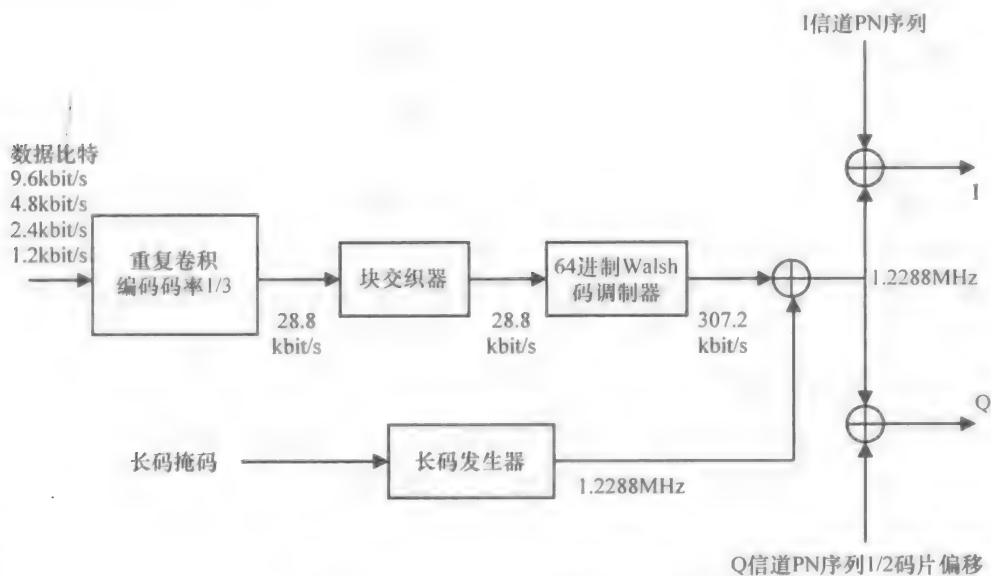 I信道PN序列
数据比特
9.6kbit/s
4.8kbit/s
2.4kbit/s
1.2kbit/s
重复卷积
编码码率1/3
28.8
kbit/s
块交织器
28.8
kbit/s
64进制Walsh
码调制器
307.2
kbit/s
1.2288MHz
I
Q
长码掩码
长码发生器
1.2288MHz
Q信道PN序列1/2码片偏移